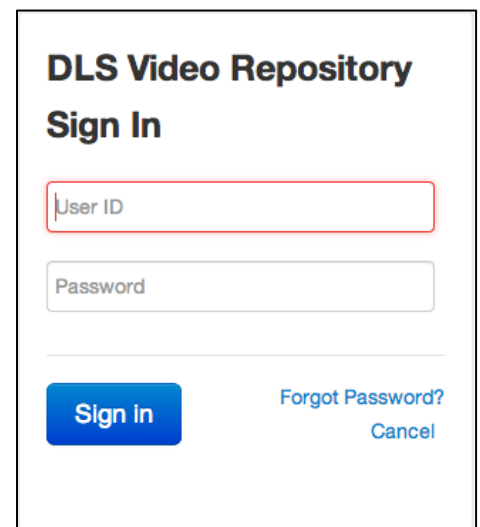 DLS Video Repository
Sign In
User ID
Password
Sign in
Forgot Password?
Cancel